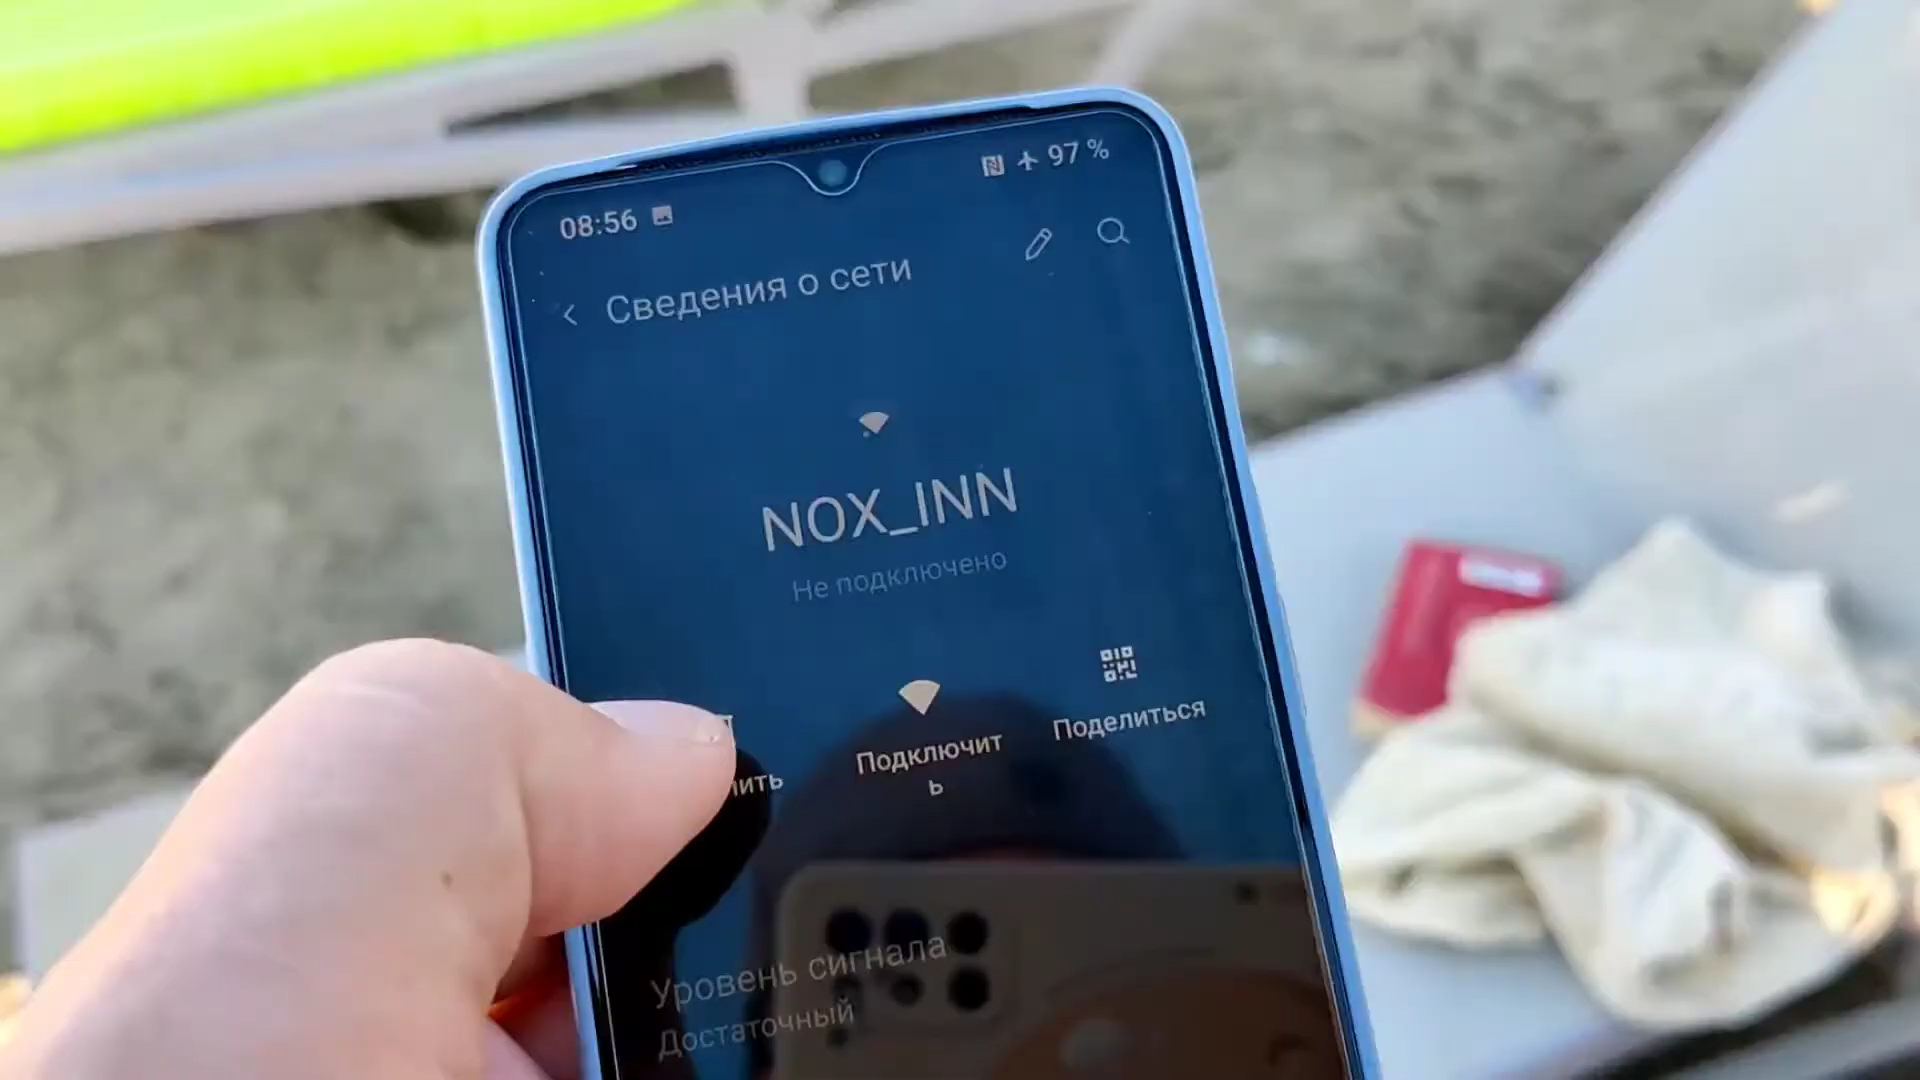 08:56
97 %
Сведения о сети
NOX_INN
Не подключено
Подключит
ь
Поделиться
Уровень сигнала
Достаточный